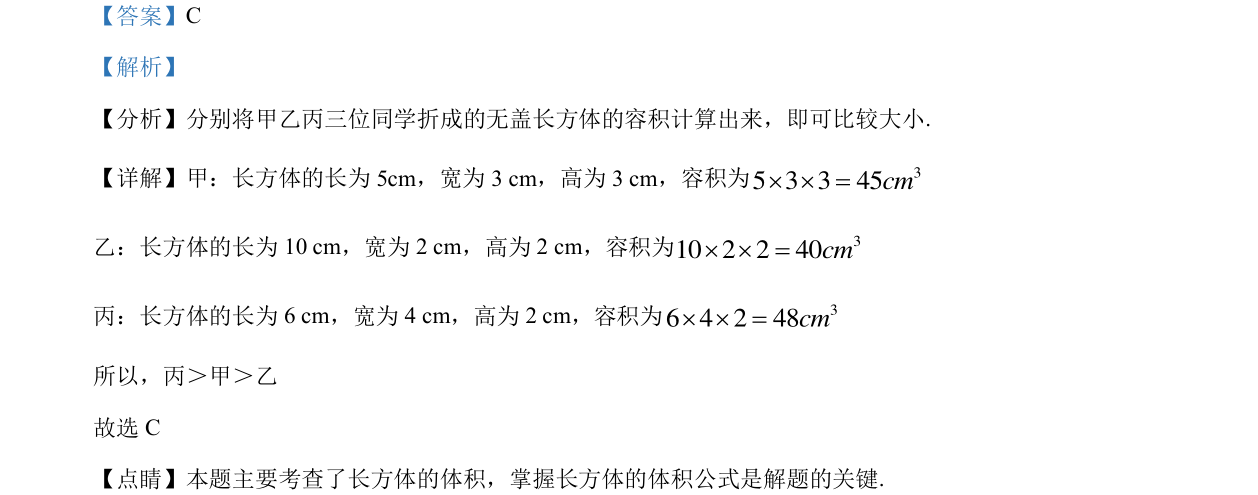 【答案】C
【解析】
【分析】分别将甲乙丙三位同学折成的无盖长方体的容积计算出来，即可比较大小.
【详解】甲：长方体的长为 5cm，宽为 3 cm，高为 3 cm，容积为5×3×3=45cm³
乙：长方体的长为 10 cm，宽为 2 cm，高为 2 cm，容积为10×2×2=40cm³
丙：长方体的长为 6 cm，宽为 4 cm，高为 2 cm，容积为6×4×2=48cm³
所以，丙＞甲＞乙
故选 C
【点睛】本题主要考查了长方体的体积，掌握长方体的体积公式是解题的关键.